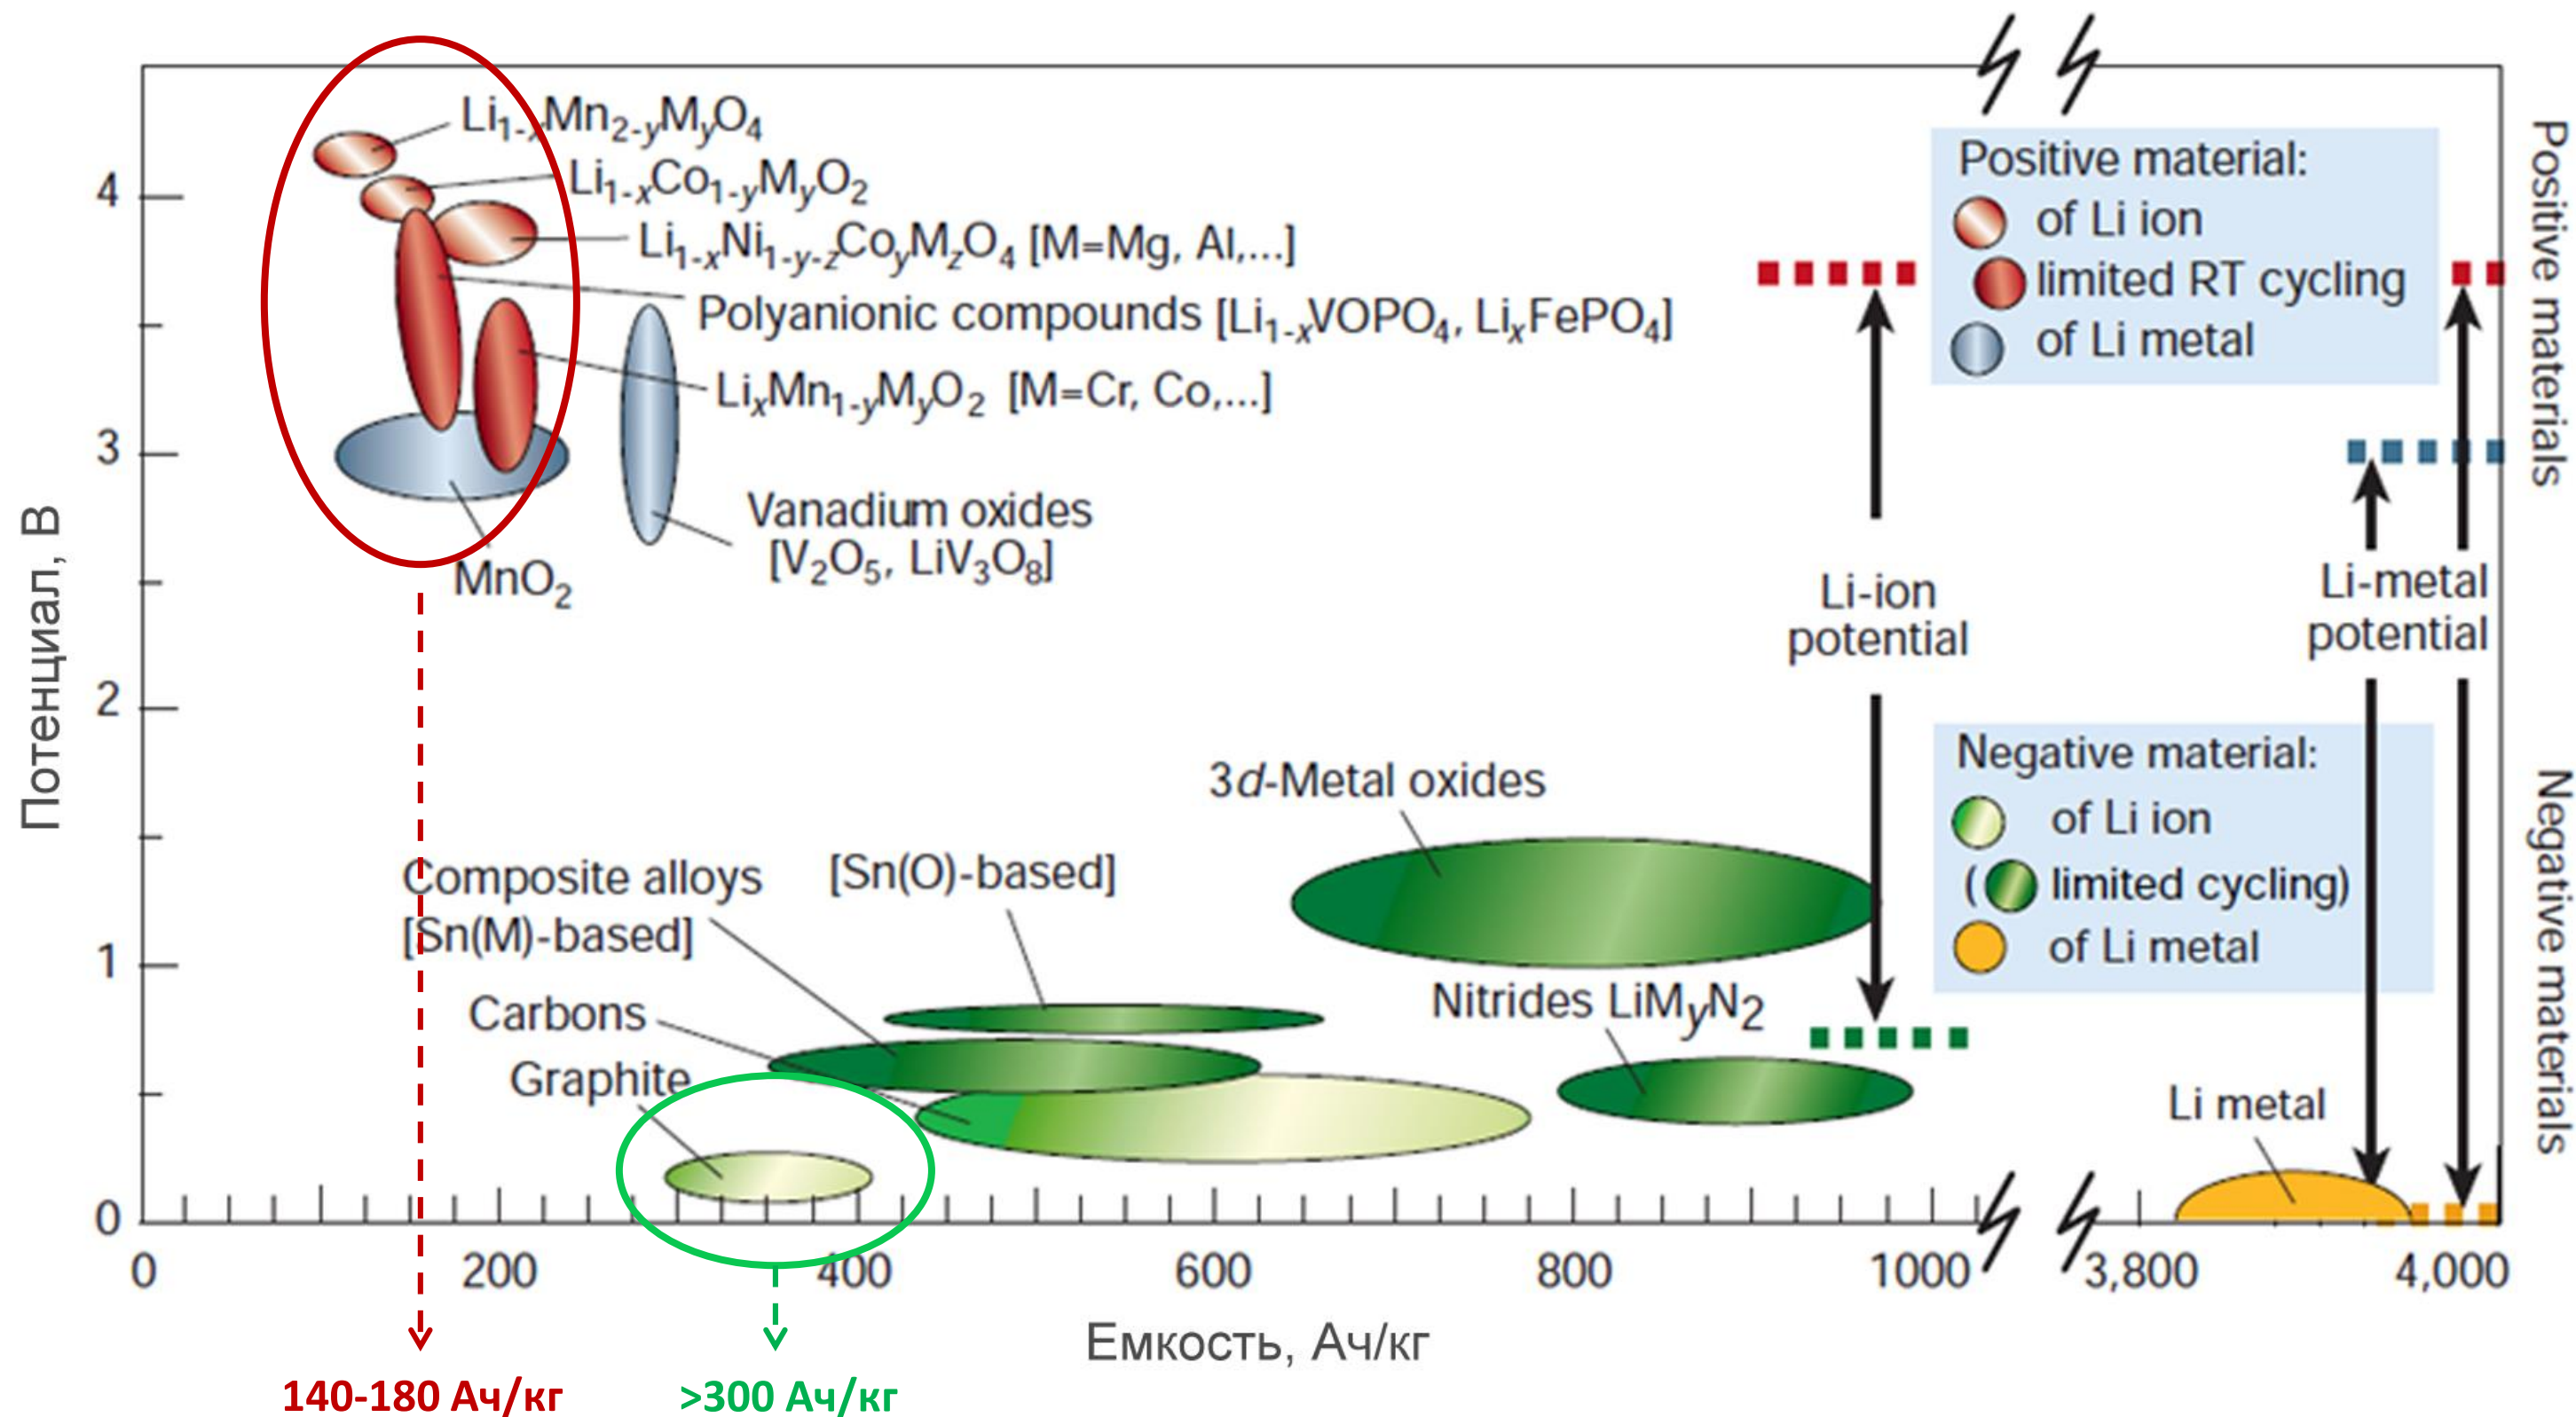 Li1-xMn2-yMyO4
Li1-xCo1-yMyO2
Li1-xNi1-y-zCoyMzO4 [M=Mg, Al,...]
Polyanionic compounds [Li1-xVOPO4, LixFePO4]
LixMn1-yMyO2 [M=Cr, Co,...]
Vanadium oxides
[V2O5, LiV3O8]
MnO2
Positive material:
of Li ion
limited RT cycling
of Li metal
Positive materials
Li-ion
potential
Li-metal
potential
Negative material:
of Li ion
( limited cycling)
of Li metal
Negative materials
3d-Metal oxides
[Sn(O)-based]
Composite alloys
[Sn(M)-based]
Carbons
Graphite
Nitrides LiMyN2
Li metal
Потенциал, В
4
3
2
1
0
0 200 400 600 800 1000 3,800 4,000
Емкость, Ач/кг
140-180 Ач/кг
>300 Ач/кг